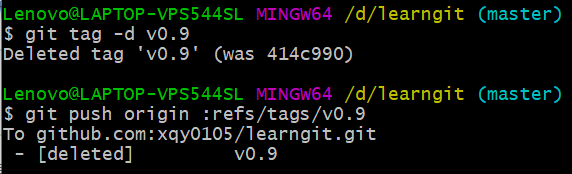 Lenovo@LAPTOP-VPS544SL MINGW64 /d/learngit (master)
$ git tag -d v0.9
Deleted tag 'v0.9' (was 414c990)
Lenovo@LAPTOP-VPS544SL MINGW64 /d/learngit (master)
$ git push origin :refs/tags/v0.9
To github.com:xqy0105/learngit.git
 - [deleted]         v0.9